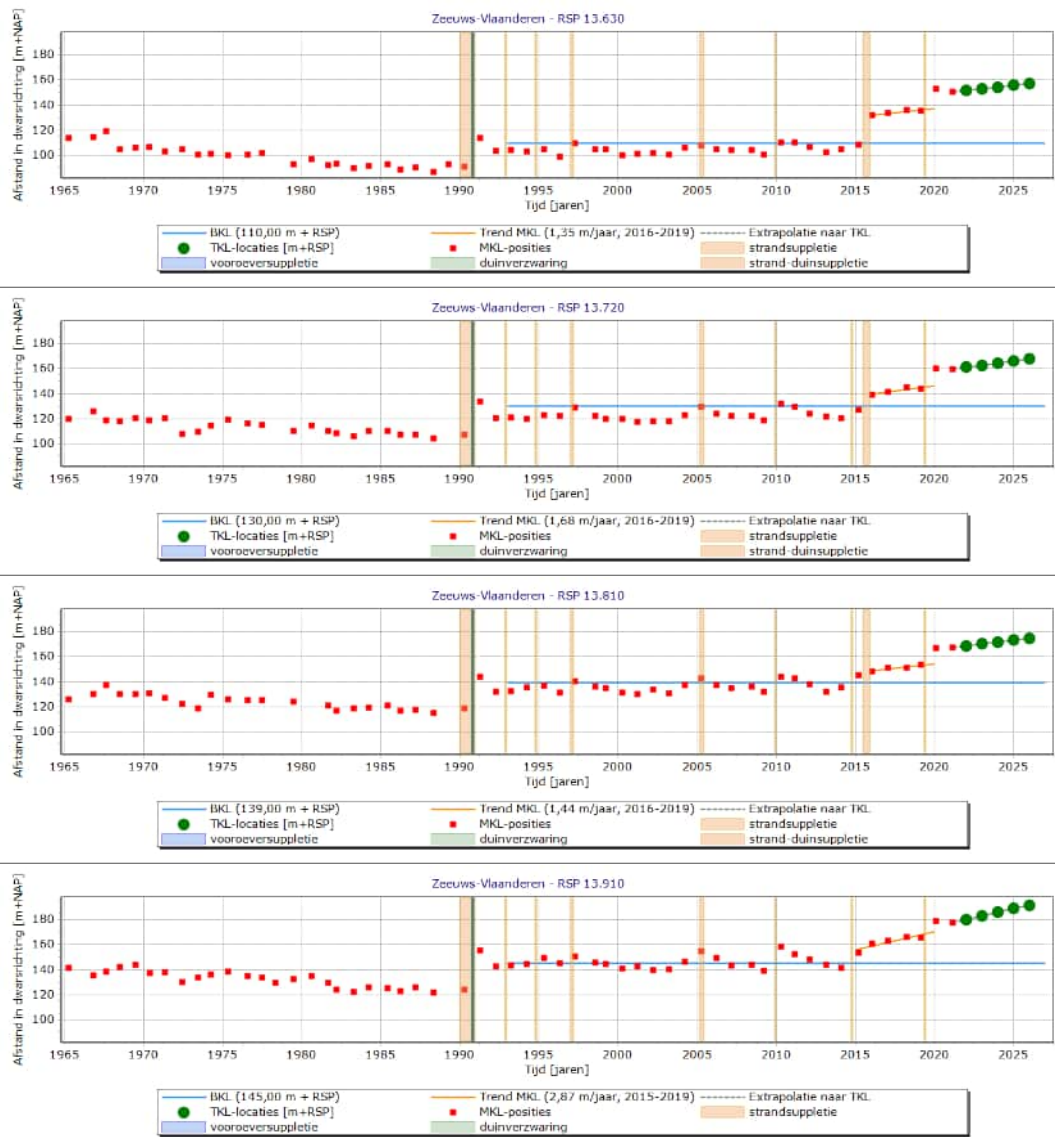 Zeeuws-Vlaanderen - RSP 13.630
Afstand in dwarsrichting [m+NAP]
180
160
140
120
100
1965 1970 1975 1980 1985 1990 1995 2000 2005 2010 2015 2020 2025
Tijd [jaren]
BKL (110,00 m + RSP) Trend MKL (1,35 m/jaar, 2016-2019) Extrapolatie naar TKL
TKL-locaties [m+RSP] MKL-posities strandsuppletie
vooroeversuppletie duinverzwaring strand-duinsuppletie
Zeeuws-Vlaanderen - RSP 13.720
Afstand in dwarsrichting [m+NAP]
180
160
140
120
100
1965 1970 1975 1980 1985 1990 1995 2000 2005 2010 2015 2020 2025
Tijd [jaren]
BKL (130,00 m + RSP) Trend MKL (1,68 m/jaar, 2016-2019) Extrapolatie naar TKL
TKL-locaties [m+RSP] MKL-posities strandsuppletie
vooroeversuppletie duinverzwaring strand-duinsuppletie
Zeeuws-Vlaanderen - RSP 13.810
Afstand in dwarsrichting [m+NAP]
180
160
140
120
100
1965 1970 1975 1980 1985 1990 1995 2000 2005 2010 2015 2020 2025
Tijd [jaren]
BKL (139,00 m + RSP) Trend MKL (1,44 m/jaar, 2016-2019) Extrapolatie naar TKL
TKL-locaties [m+RSP] MKL-posities strandsuppletie
vooroeversuppletie duinverzwaring strand-duinsuppletie
Zeeuws-Vlaanderen - RSP 13.910
Afstand in dwarsrichting [m+NAP]
180
160
140
120
100
1965 1970 1975 1980 1985 1990 1995 2000 2005 2010 2015 2020 2025
Tijd [jaren]
BKL (145,00 m + RSP) Trend MKL (2,87 m/jaar, 2015-2019) Extrapolatie naar TKL
TKL-locaties [m+RSP] MKL-posities strandsuppletie
vooroeversuppletie duinverzwaring